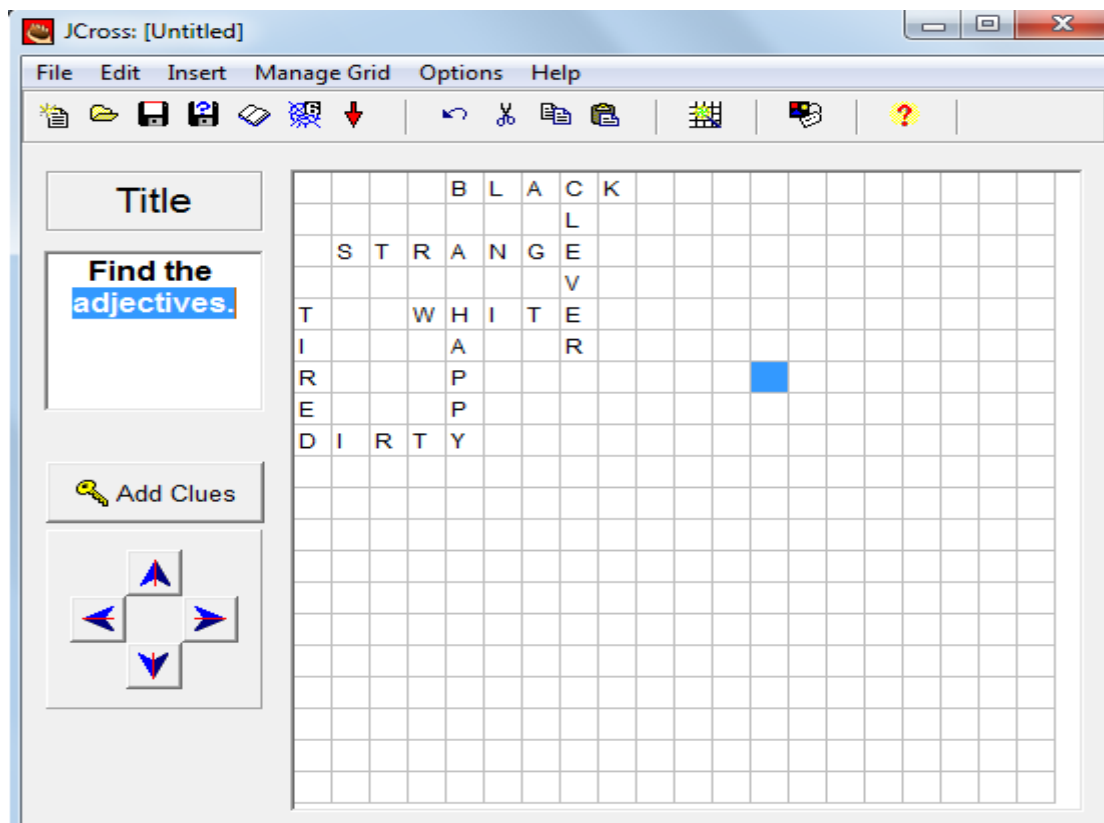 JCross: [Untitled]
File Edit Insert Manage Grid Options Help
Title
Find the
adjectives.
Add Clues
B L A C K
L
S T R A N G E
V
T W H I T E
I A R
R P
E P
D I R T Y